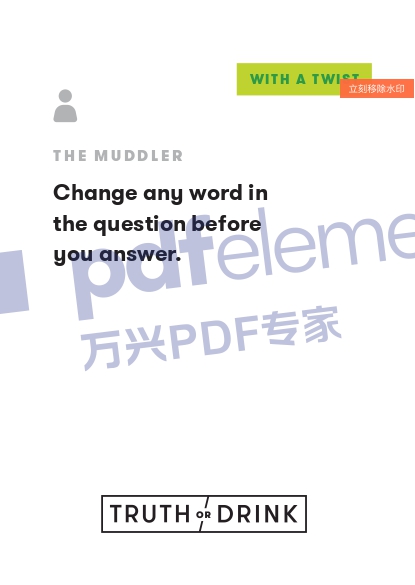 WITH A TWIST
立刻移除水印
THE MUDDLER
Change any word in
the question before
you answer.
pdfeleme
万兴PDF专家
TRUTH OR DRINK